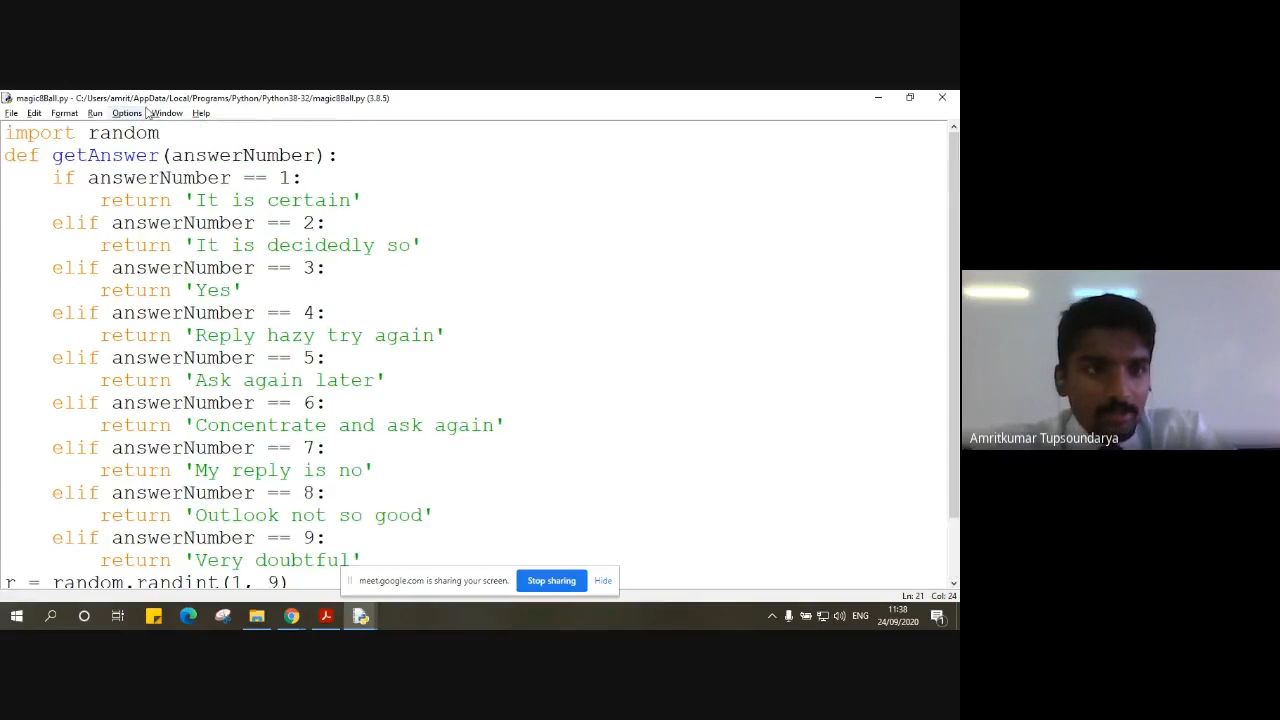 magic8Ball.py - C:/Users/amrit/AppData/Local/Programs/Python/Python38-32/magic8Ball.py (3.8.5)
File Edit Format Run Options Window Help
import random
def getAnswer(answerNumber):
    if answerNumber == 1:
        return 'It is certain'
    elif answerNumber == 2:
        return 'It is decidedly so'
    elif answerNumber == 3:
        return 'Yes'
    elif answerNumber == 4:
        return 'Reply hazy try again'
    elif answerNumber == 5:
        return 'Ask again later'
    elif answerNumber == 6:
        return 'Concentrate and ask again'
    elif answerNumber == 7:
        return 'My reply is no'
    elif answerNumber == 8:
        return 'Outlook not so good'
    elif answerNumber == 9:
        return 'Very doubtful'
r = random.randint(1, 9)
meet.google.com is sharing your screen. Stop sharing Hide
Ln: 21 Col: 24
ENG
11:38
24/09/2020
1
Amritkumar Tupsoundarya